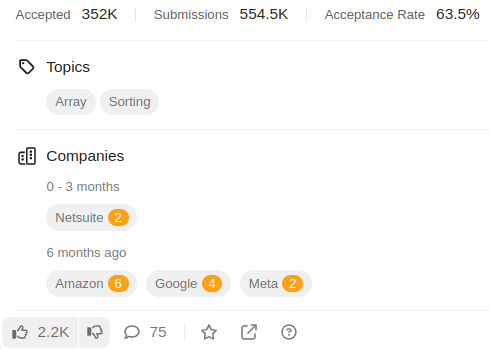 Accepted 352K Submissions 554.5K Acceptance Rate 63.5%
Topics
Array Sorting
Companies
0 - 3 months
Netsuite 2
6 months ago
Amazon 6 Google 4 Meta 2
2.2K 75